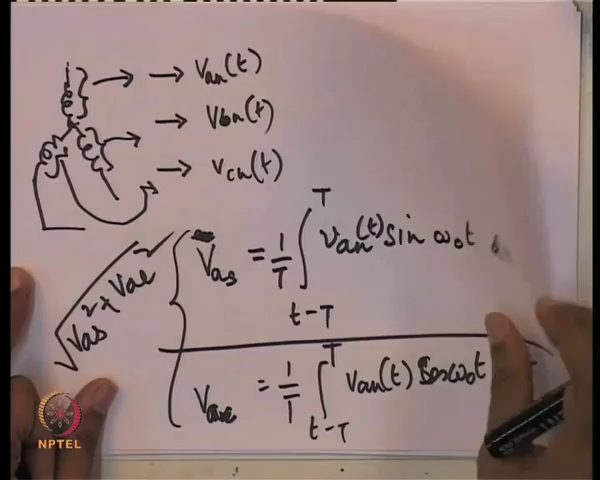 → → Van(t)
→ → Vbn(t)
→ Vcn(t)
√Vas² + Vac²
Vas = 1/T ∫ t-T T Van(t) sin ω0t
Vac = 1/T ∫ t-T T Van(t) cos ω0t
NPTEL